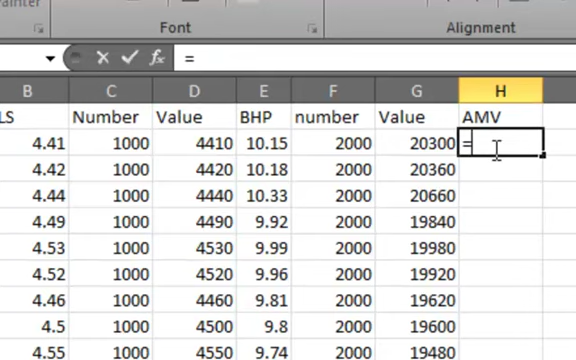 Font Alignment
fx =
B C D E F G H
LS Number Value BHP number Value AMV
4.41 1000 4410 10.15 2000 20300 =
4.42 1000 4420 10.18 2000 20360
4.44 1000 4440 10.33 2000 20660
4.49 1000 4490 9.92 2000 19840
4.53 1000 4530 9.99 2000 19980
4.52 1000 4520 9.96 2000 19920
4.46 1000 4460 9.81 2000 19620
4.5 1000 4500 9.8 2000 19600
4.55 1000 4550 9.74 2000 19480